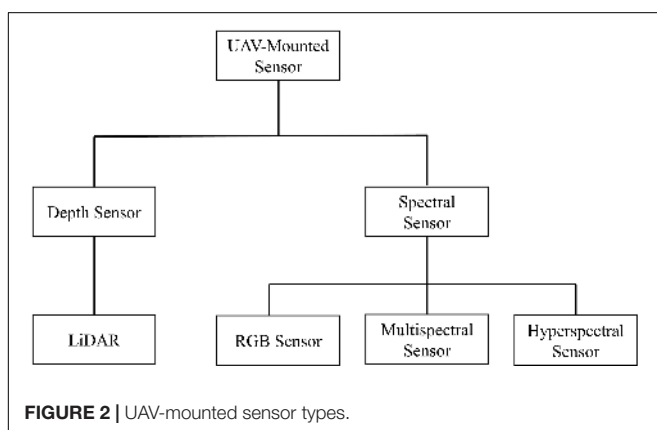 UAV-Mounted
Sensor
Depth Sensor
Spectral
Sensor
LiDAR
RGB Sensor
Multispectral
Sensor
Hyperspectral
Sensor
FIGURE 2 | UAV-mounted sensor types.